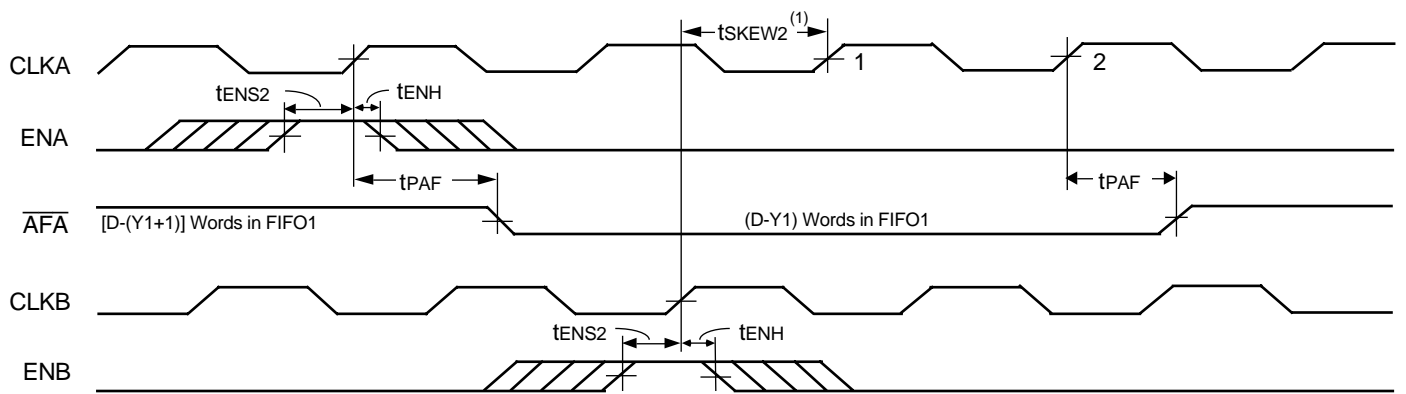 tSKEW2(1)
CLKA 1 2
tENS2 tENH
ENA
tPAF tPAF
AFA [D-(Y1+1)] Words in FIFO1 (D-Y1) Words in FIFO1
CLKB
tENS2 tENH
ENB